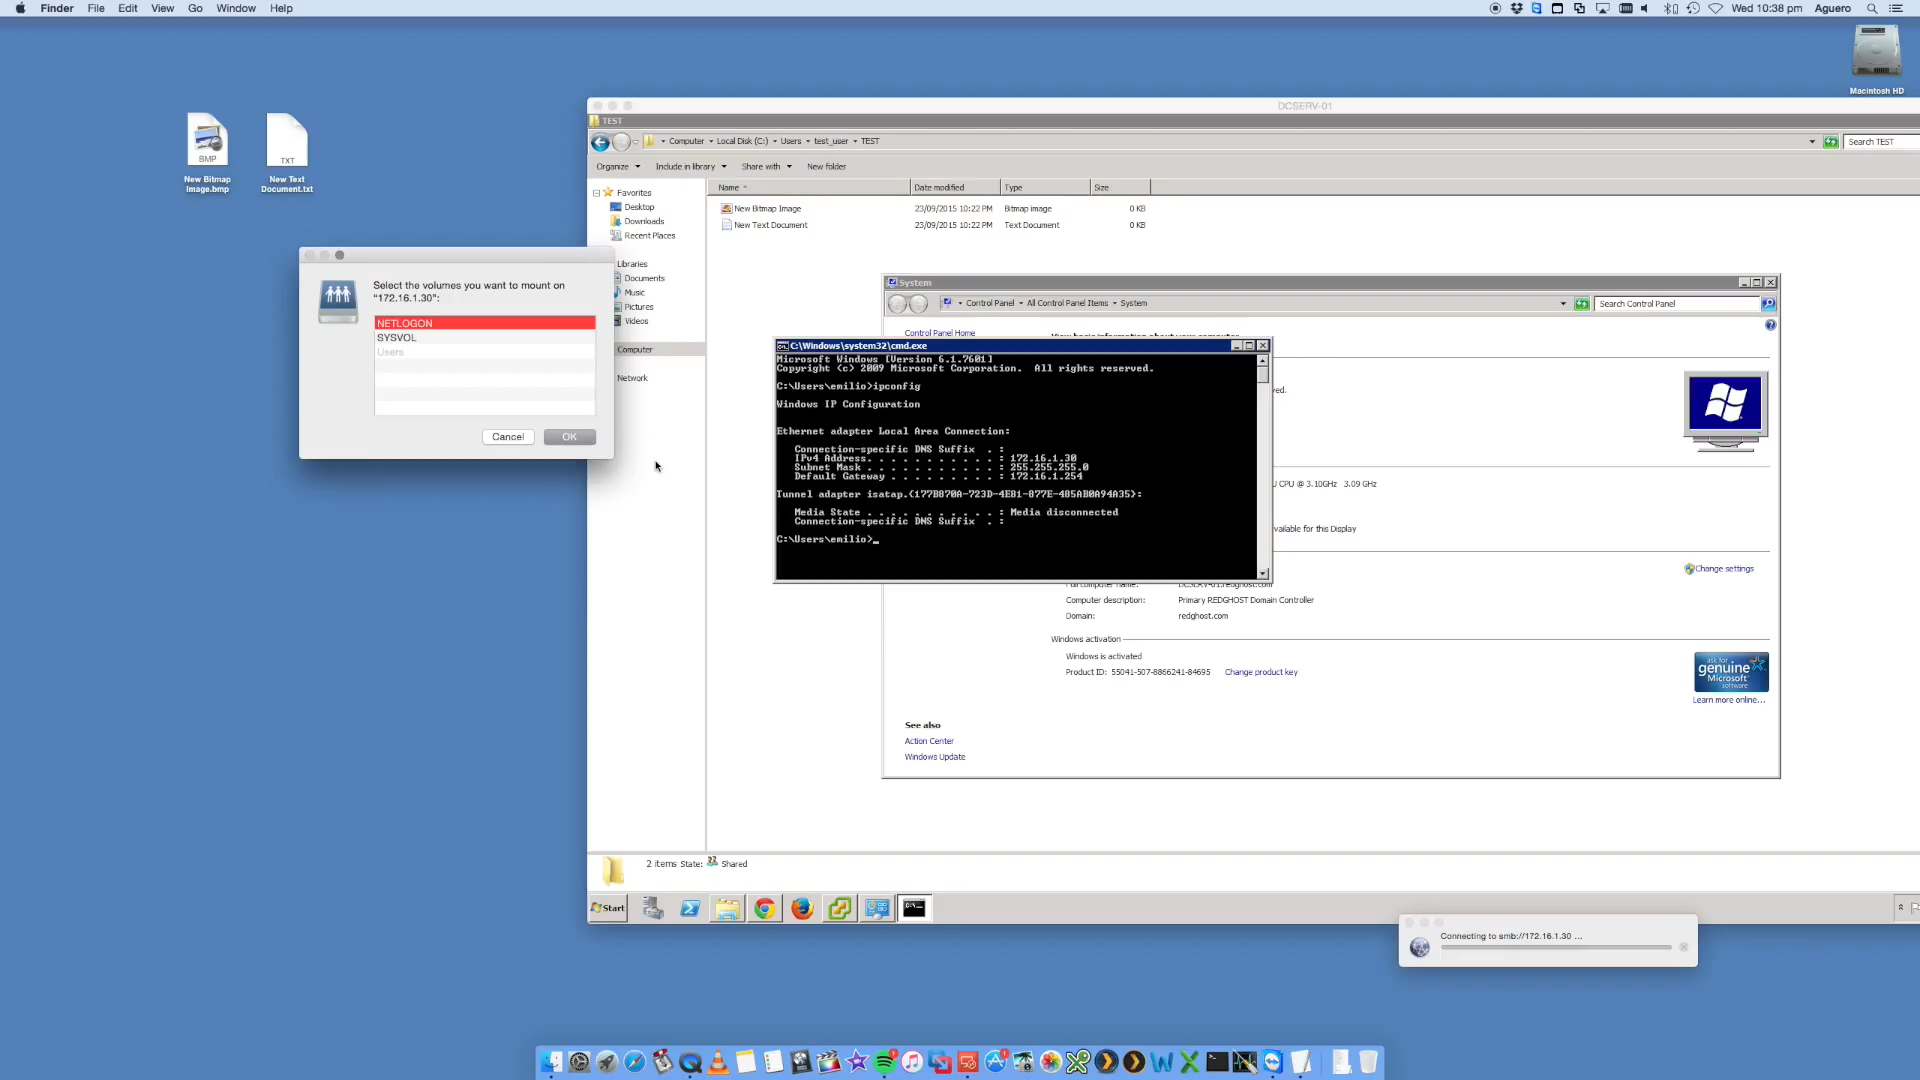 Finder File Edit View Go Window Help
Wed 10:38 pm Aguero
Macintosh HD
BMP
New Bitmap
Image.bmp
TXT
New Text
Document.txt
DCSERV-01
TEST
Computer Local Disk (C:) Users test_user TEST
Search TEST
Organize Include in library Share with New folder
Name Date modified Type Size
Favorites
Desktop
Downloads
Recent Places
Libraries
Documents
Music
Pictures
Videos
Computer
Network
New Bitmap Image 23/09/2015 10:22 PM Bitmap image 0 KB
New Text Document 23/09/2015 10:22 PM Text Document 0 KB
Select the volumes you want to mount on
"172.16.1.30":
NETLOGON
SYSVOL
Users
Cancel OK
System
Control Panel All Control Panel Items System
Search Control Panel
Control Panel Home
C:\Windows\system32\cmd.exe
Microsoft Windows [Version 6.1.7601]
Copyright (c) 2009 Microsoft Corporation. All rights reserved.
C:\Users\emilio>ipconfig
Windows IP Configuration
Ethernet adapter Local Area Connection:
Connection-specific DNS Suffix . :
IPv4 Address. . . . . . . . . . . : 172.16.1.30
Subnet Mask . . . . . . . . . . . : 255.255.255.0
Default Gateway . . . . . . . . . : 172.16.1.254
Tunnel adapter isatap.{177B870A-723D-4E81-877E-485AB0A94A35}:
Media State . . . . . . . . . . . : Media disconnected
Connection-specific DNS Suffix . :
C:\Users\emilio>_
CPU @ 3.10GHz 3.09 GHz
available for this Display
Change settings
Computer description: Primary REDGHOST Domain Controller
Domain: redghost.com
Windows activation
Windows is activated
Product ID: 55041-507-8866241-84695 Change product key
ask for
genuine
Microsoft
software
Learn more online...
See also
Action Center
Windows Update
2 items State: Shared
Start
Connecting to smb://172.16.1.30 ...